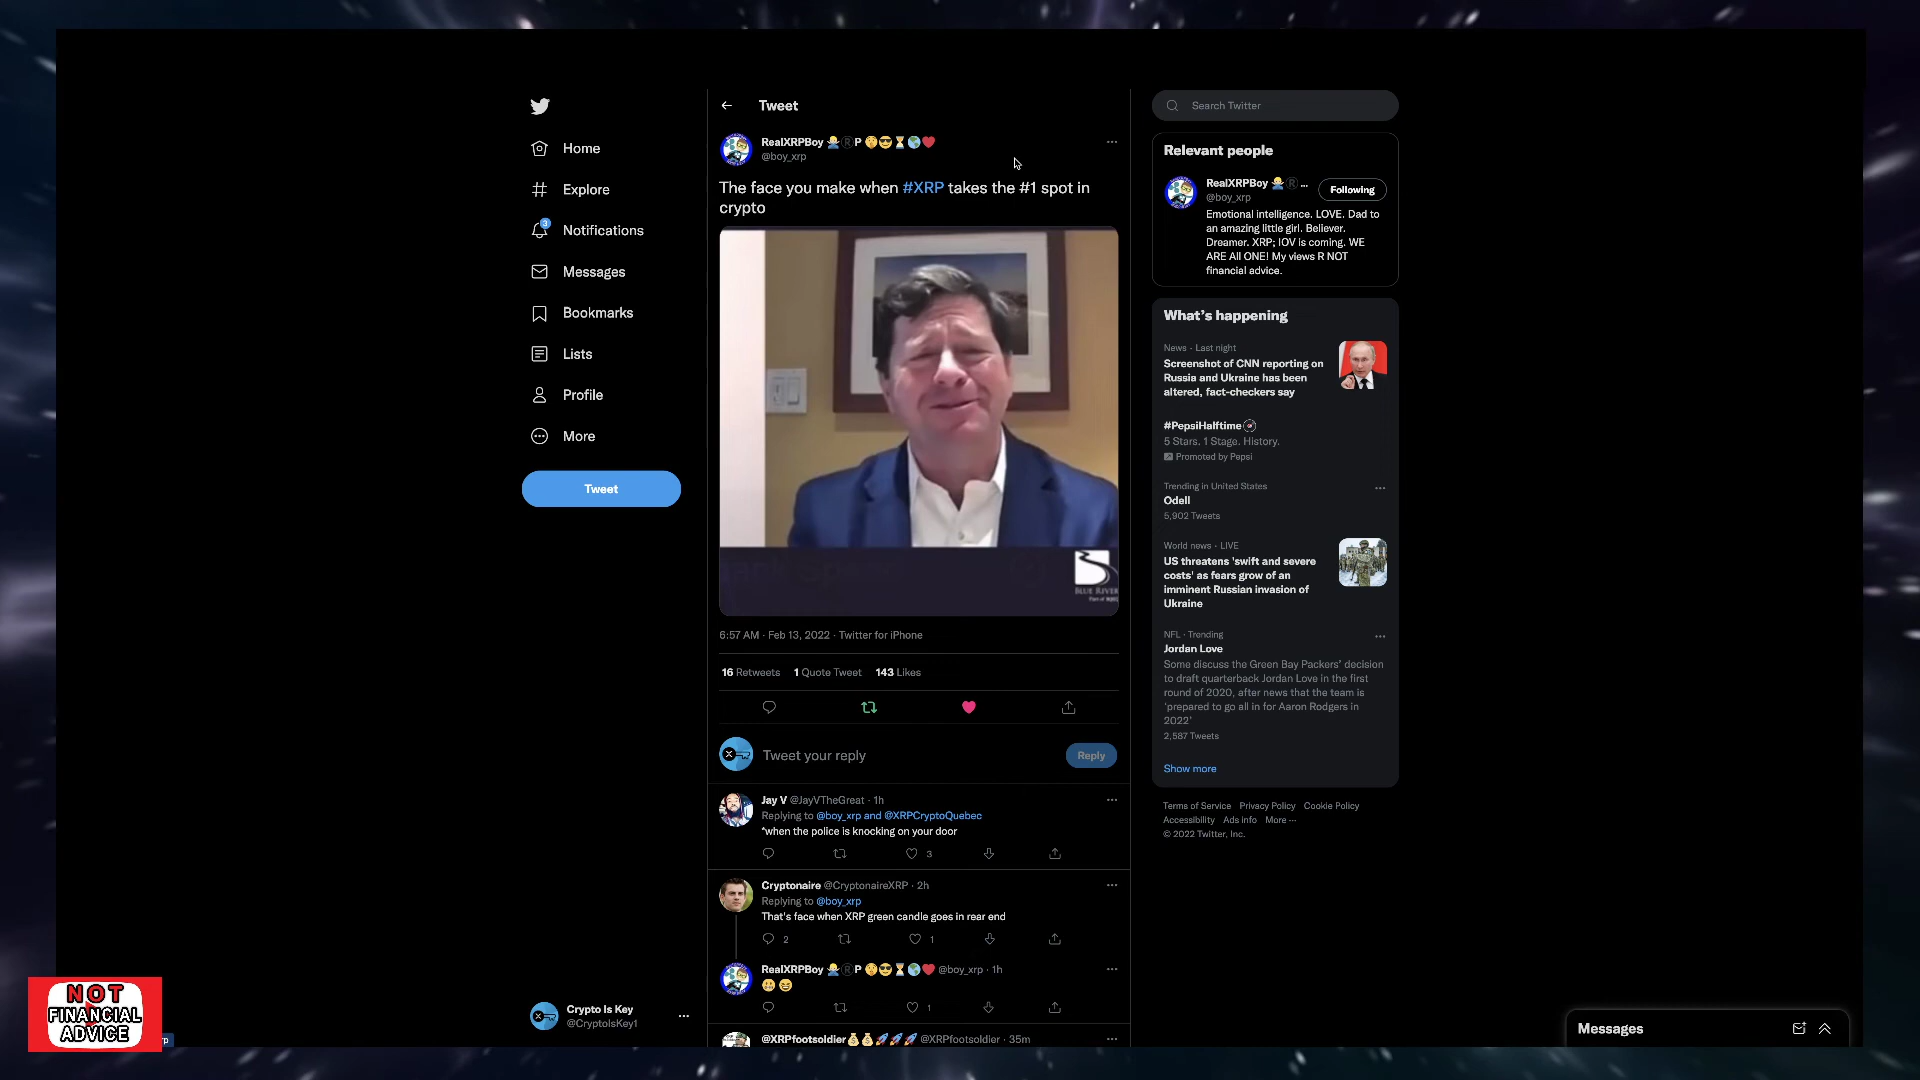 Home
Explore
3
Notifications
Messages
Bookmarks
Lists
Profile
More
Tweet
Crypto Is Key
@CryptoIsKey1
NOT
FINANCIAL
ADVICE
Tweet
RealXRPBoy 🤷‍♂️®P 🤫😎⏳🌎❤️
@boy_xrp
The face you make when #XRP takes the #1 spot in
crypto
BLUE RIVER
6:57 AM · Feb 13, 2022 · Twitter for iPhone
16 Retweets 1 Quote Tweet 143 Likes
Tweet your reply
Reply
Jay V @JayVTheGreat · 1h
Replying to @boy_xrp and @XRPCryptoQuebec
*when the police is knocking on your door
3
Cryptonaire @CryptonaireXRP · 2h
Replying to @boy_xrp
That's face when XRP green candle goes in rear end
2 1
RealXRPBoy 🤷‍♂️®P 🤫😎⏳🌎❤️ @boy_xrp · 1h
1
@XRPfootsoldier💰💰🚀🚀🚀 @XRPfootsoldier · 35m
Search Twitter
Relevant people
RealXRPBoy 🤷‍♂️® ...
@boy_xrp
Following
Emotional intelligence. LOVE. Dad to
an amazing little girl. Believer.
Dreamer. XRP; IOV is coming. WE
ARE All ONE! My views R NOT
financial advice.
What's happening
News · Last night
Screenshot of CNN reporting on
Russia and Ukraine has been
altered, fact-checkers say
#PepsiHalftime
5 Stars. 1 Stage. History.
Promoted by Pepsi
Trending in United States
Odell
5,902 Tweets
World news · LIVE
US threatens 'swift and severe
costs' as fears grow of an
imminent Russian invasion of
Ukraine
NFL · Trending
Jordan Love
Some discuss the Green Bay Packers' decision
to draft quarterback Jordan Love in the first
round of 2020, after news that the team is
'prepared to go all in for Aaron Rodgers in
2022'
2,587 Tweets
Show more
Terms of Service Privacy Policy Cookie Policy
Accessibility Ads info More ···
© 2022 Twitter, Inc.
Messages